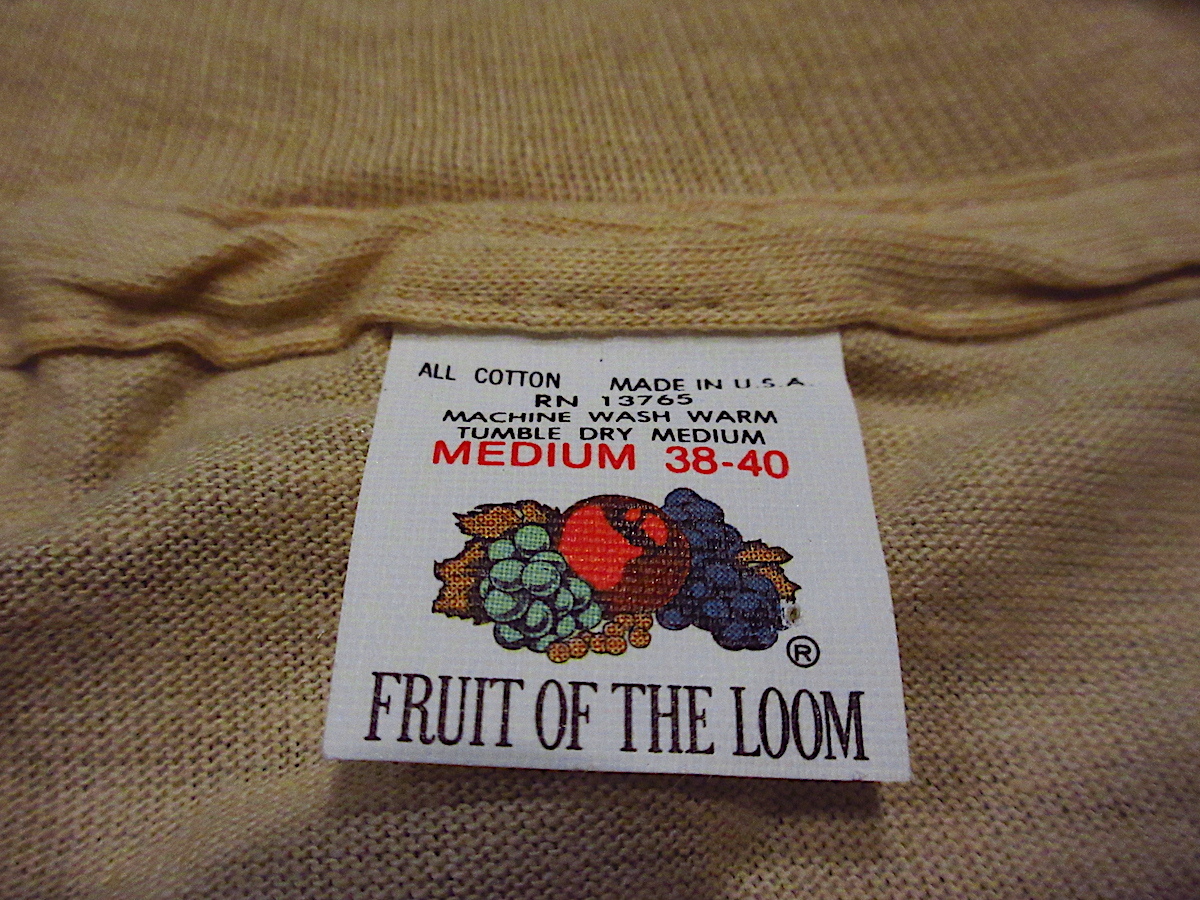 ALL COTTON MADE IN U.S.A.
RN 13765
MACHINE WASH WARM
TUMBLE DRY MEDIUM
MEDIUM 38-40
®
FRUIT OF THE LOOM